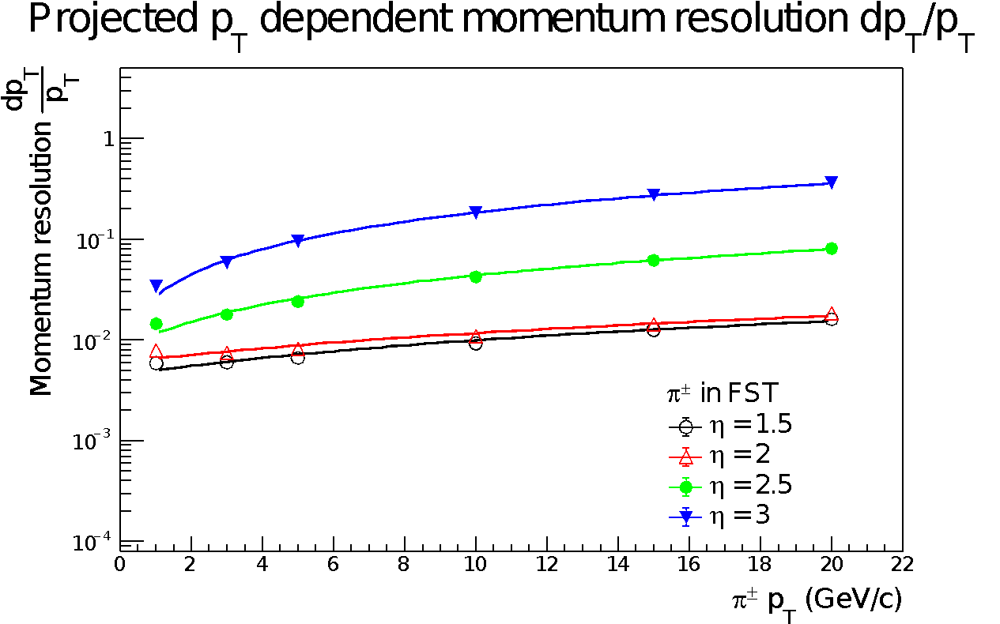 Projected p_T dependent momentum resolution dp_T/p_T
Momentum resolution dp_T/p_T
1
10⁻¹
10⁻²
10⁻³
10⁻⁴
π± in FST
η = 1.5
η = 2
η = 2.5
η = 3
0 2 4 6 8 10 12 14 16 18 20 22
π± p_T (GeV/c)